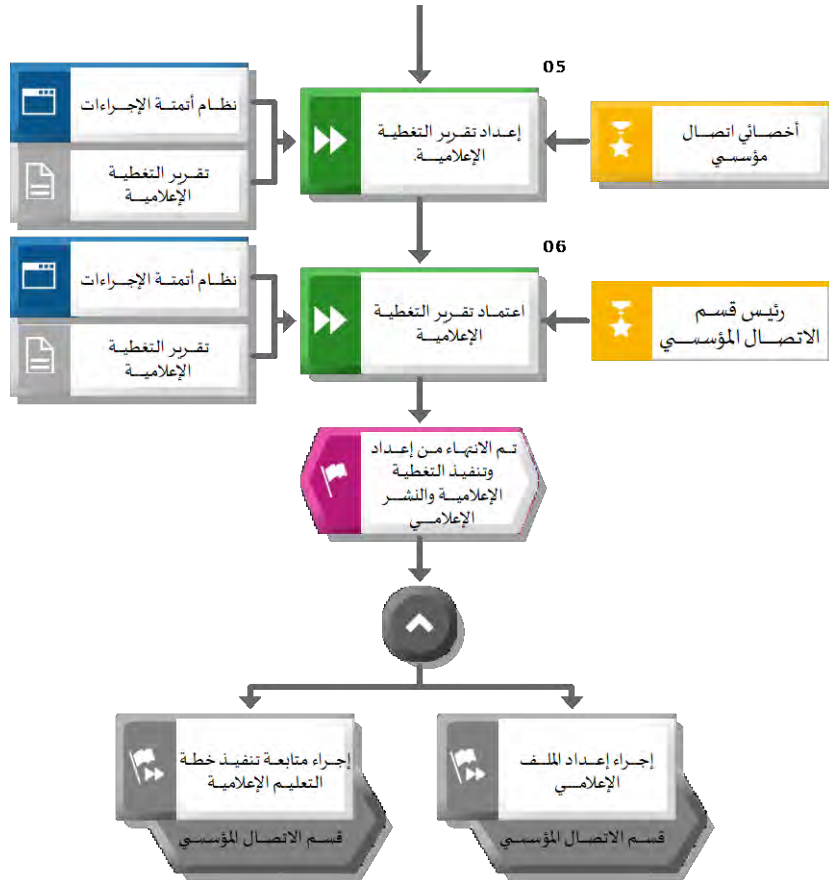 05
أخصائي اتصال
مؤسسي
إعداد تقرير التغطية
الإعلامية.
نظام أتمتة الإجراءات
تقرير التغطية
الإعلامية
06
رئيس قسم
الاتصال المؤسسي
اعتماد تقرير التغطية
الإعلامية
نظام أتمتة الإجراءات
تقرير التغطية
الإعلامية
تم الانتهاء من إعداد
وتنفيذ التغطية
الإعلامية والنشر
الإعلامي
إجراء إعداد الملف
الإعلامي
قسم الاتصال المؤسسي
إجراء متابعة تنفيذ خطة
التعليم الإعلامية
قسم الاتصال المؤسسي